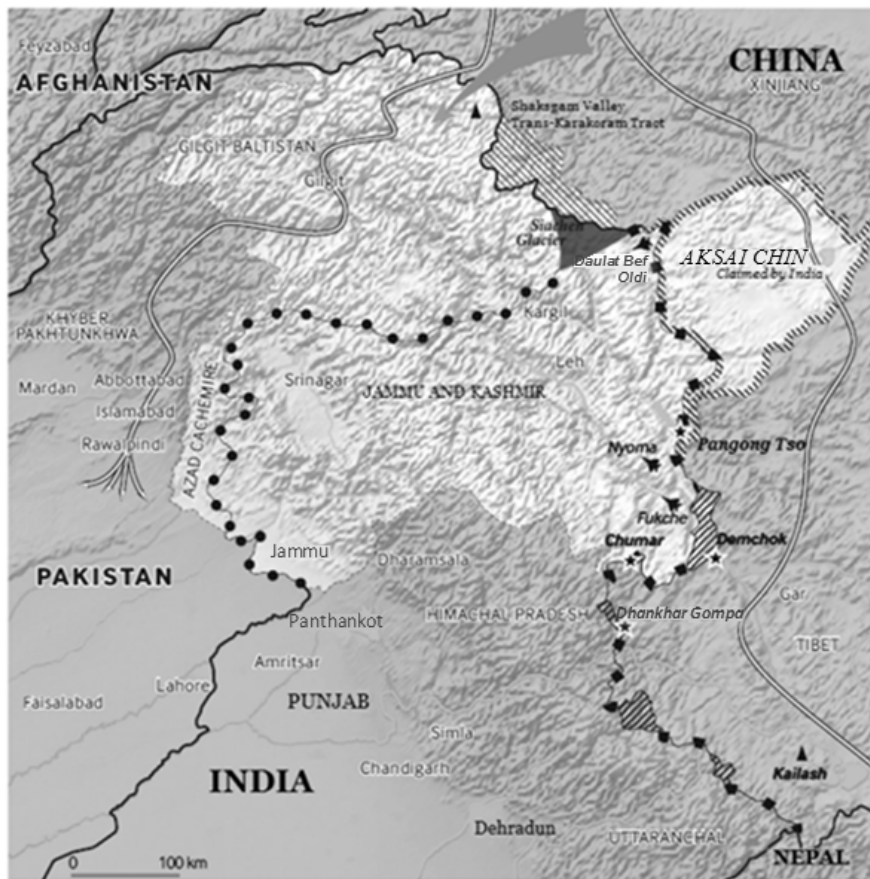 Feyzabad
AFGHANISTAN
CHINA
XINJIANG
Shaksgam Valley
Trans-Karakoram Tract
GILGIT BALTISTAN
Gilgit
Siachen
Glacier
Daulat Bef
Oldi
AKSAI CHIN
Claimed by India
KHYBER
PAKHTUNKHWA
Kargil
Mardan
Abbottabad
Islamabad
Rawalpindi
AZAD CACHEMIRE
Srinagar
JAMMU AND KASHMIR
Leh
Nyoma
Pangong Tso
Fukche
Chumar
Demchok
Jammu
Dharamsala
PAKISTAN
Panthankot
HIMACHAL PRADESH
Dhankhar Gompa
Gar
TIBET
Amritsar
Lahore
Faisalabad
PUNJAB
Simla
Chandigarh
INDIA
Kailash
Dehradun
UTTARANCHAL
NEPAL
0 100 km